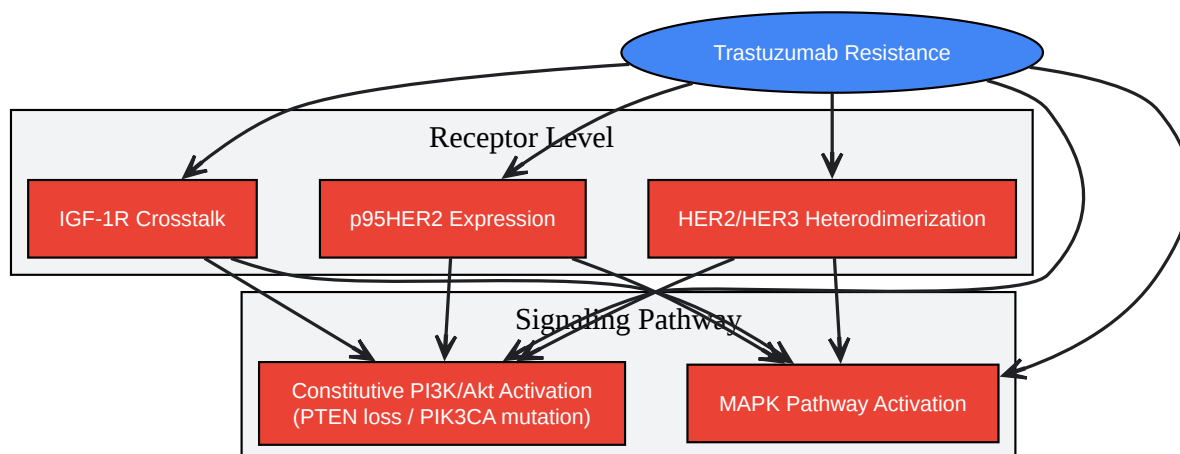 Trastuzumab Resistance
Receptor Level
IGF-1R Crosstalk
p95HER2 Expression
HER2/HER3 Heterodimerization
Signaling Pathway
Constitutive PI3K/Akt Activation
(PTEN loss / PIK3CA mutation)
MAPK Pathway Activation